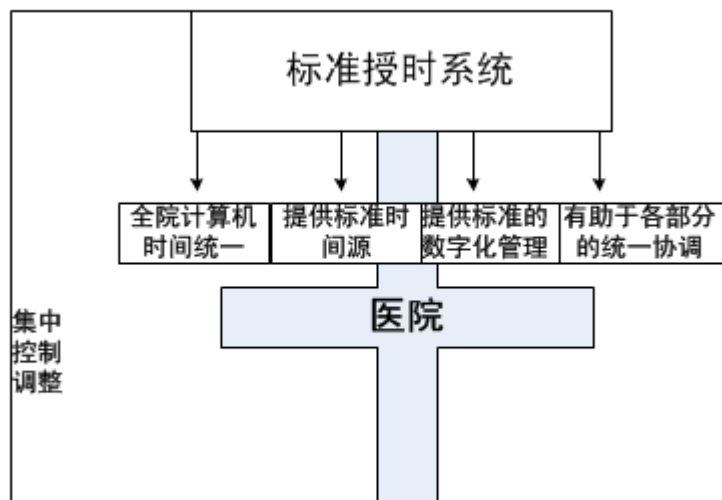 标准授时系统
全院计算机
时间统一
提供标准时
间源
提供标准的
数字化管理
有助于各部分
的统一协调
医院
集中
控制
调整